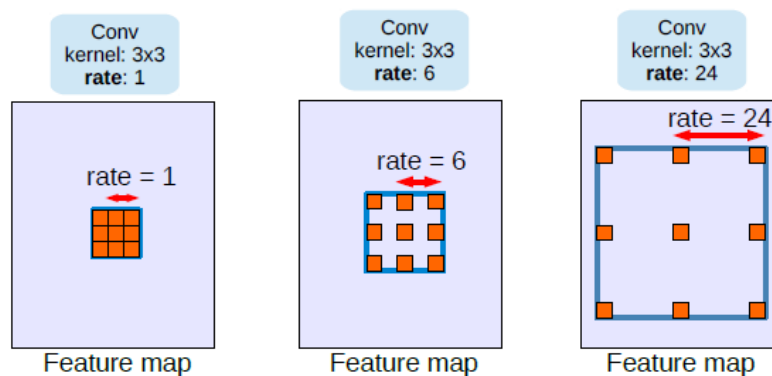 Conv
kernel: 3x3
rate: 1
Conv
kernel: 3x3
rate: 6
Conv
kernel: 3x3
rate: 24
rate = 1
rate = 6
rate = 24
Feature map
Feature map
Feature map